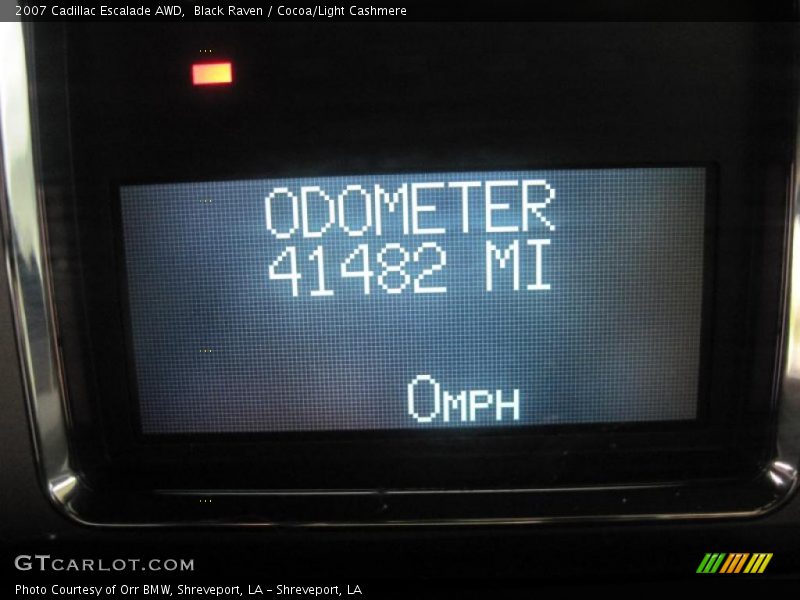 2007 Cadillac Escalade AWD,  Black Raven / Cocoa/Light Cashmere
ODOMETER
41482 MI
0MPH
GTCARLOT.COM
Photo Courtesy of Orr BMW, Shreveport, LA – Shreveport, LA